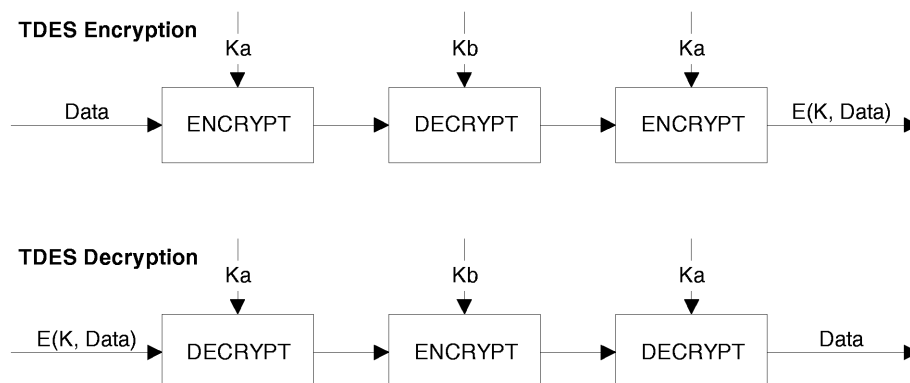 TDES Encryption
Ka Kb Ka
Data ENCRYPT DECRYPT ENCRYPT E(K, Data)
TDES Decryption
Ka Kb Ka
E(K, Data) DECRYPT ENCRYPT DECRYPT Data